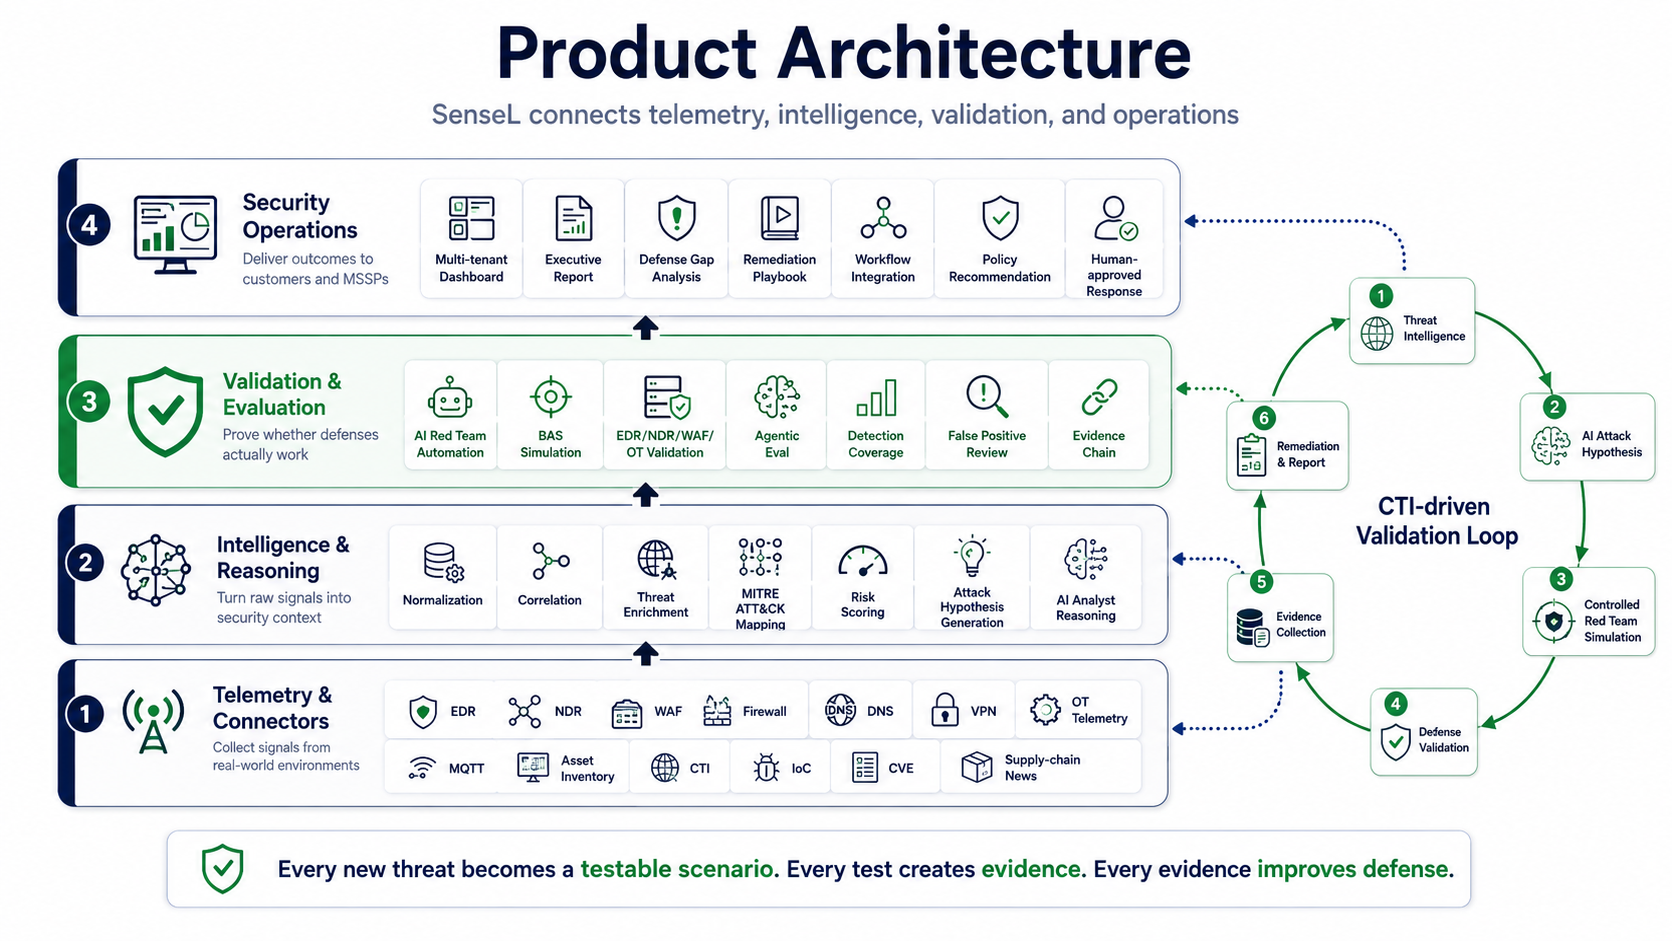 Product Architecture
SenseL connects telemetry, intelligence, validation, and operations
4
Security
Operations
Deliver outcomes to
customers and MSSPs
Multi-tenant
Dashboard
Executive
Report
Defense Gap
Analysis
Remediation
Playbook
Workflow
Integration
Policy
Recommendation
Human-
approved
Response
3
Validation &
Evaluation
Prove whether defenses
actually work
AI Red Team
Automation
BAS
Simulation
EDR/NDR/WAF/
OT Validation
Agentic
Eval
Detection
Coverage
False Positive
Review
Evidence
Chain
2
Intelligence &
Reasoning
Turn raw signals into
security context
Normalization
Correlation
Threat
Enrichment
MITRE
ATT&CK
Mapping
Risk
Scoring
Attack
Hypothesis
Generation
AI Analyst
Reasoning
1
Telemetry &
Connectors
Collect signals from
real-world environments
EDR
NDR
WAF
Firewall
DNS
DNS
VPN
OT
Telemetry
MQTT
Asset
Inventory
CTI
IoC
CVE
Supply-chain
News
CTI-driven
Validation Loop
1
Threat
Intelligence
2
AI Attack
Hypothesis
3
Controlled
Red Team
Simulation
4
Defense
Validation
5
Evidence
Collection
6
Remediation
& Report
Every new threat becomes a testable scenario. Every test creates evidence. Every evidence improves defense.